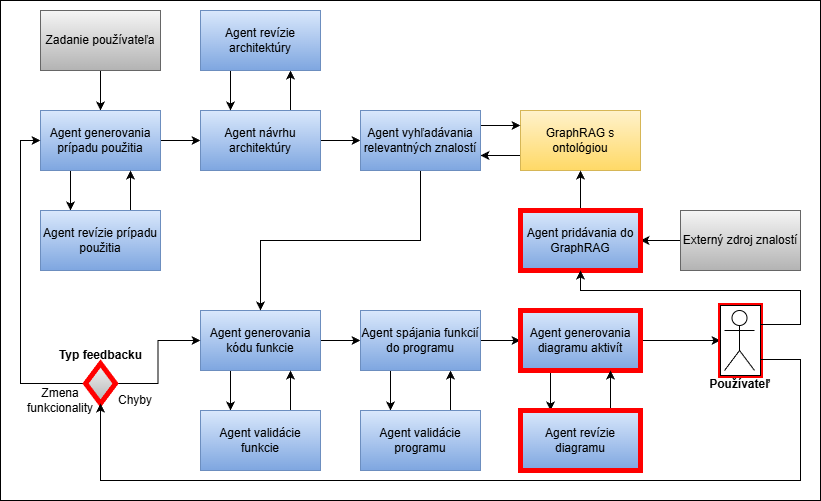 Zadanie používateľa
Agent revízie
architektúry
Agent generovania
prípadu použitia
Agent návrhu
architektúry
Agent vyhľadávania
relevantných znalostí
GraphRAG s
ontológiou
Agent revízie prípadu
použitia
Agent pridávania do
GraphRAG
Externý zdroj znalostí
Agent generovania
kódu funkcie
Agent spájania funkcií
do programu
Agent generovania
diagramu aktivít
Používateľ
Typ feedbacku
Zmena
funkcionality
Chyby
Agent validácie
funkcie
Agent validácie
programu
Agent revízie
diagramu